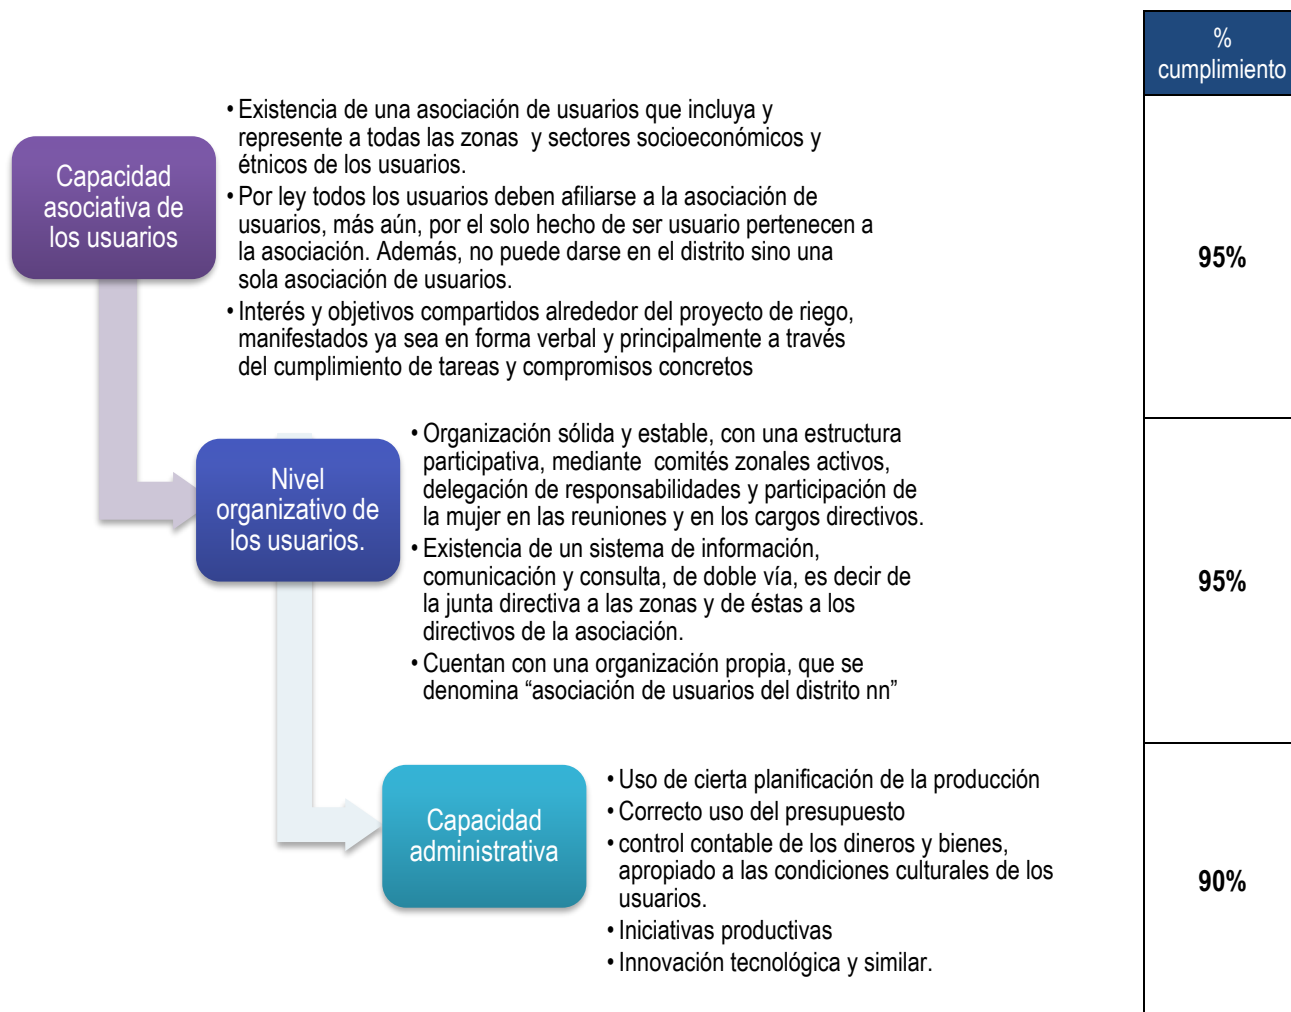 %
cumplimiento
• Existencia de una asociación de usuarios que incluya y
represente a todas las zonas y sectores socioeconómicos y
étnicos de los usuarios.
• Por ley todos los usuarios deben afiliarse a la asociación de
usuarios, más aún, por el solo hecho de ser usuario pertenecen a
la asociación. Además, no puede darse en el distrito sino una
sola asociación de usuarios.
• Interés y objetivos compartidos alrededor del proyecto de riego,
manifestados ya sea en forma verbal y principalmente a través
del cumplimiento de tareas y compromisos concretos
Capacidad
asociativa de
los usuarios
95%
• Organización sólida y estable, con una estructura
participativa, mediante comités zonales activos,
delegación de responsabilidades y participación de
la mujer en las reuniones y en los cargos directivos.
• Existencia de un sistema de información,
comunicación y consulta, de doble vía, es decir de
la junta directiva a las zonas y de éstas a los
directivos de la asociación.
• Cuentan con una organización propia, que se
denomina “asociación de usuarios del distrito nn”
Nivel
organizativo de
los usuarios.
95%
• Uso de cierta planificación de la producción
• Correcto uso del presupuesto
• control contable de los dineros y bienes,
apropiado a las condiciones culturales de los
usuarios.
• Iniciativas productivas
• Innovación tecnológica y similar.
Capacidad
administrativa
90%